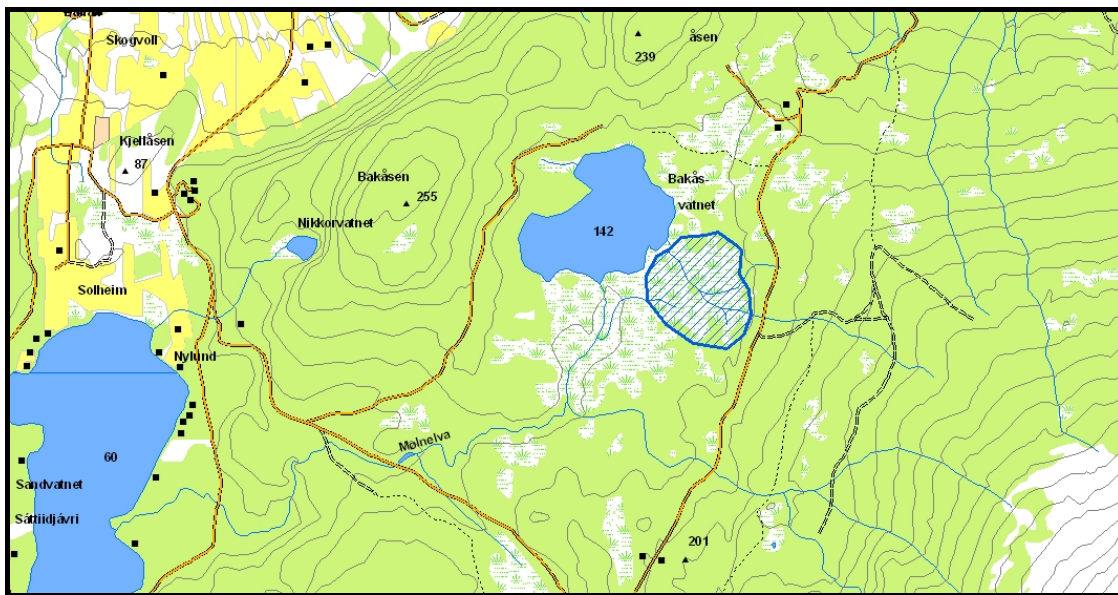 Skogvoll
åsen
239
Kjellåsen
87
Bakåsen
255
Bakås-
vatnet
Nikkorvatnet
142
Solheim
Nylund
Mølnelva
60
Sandvatnet
Sáttiidjávri
201